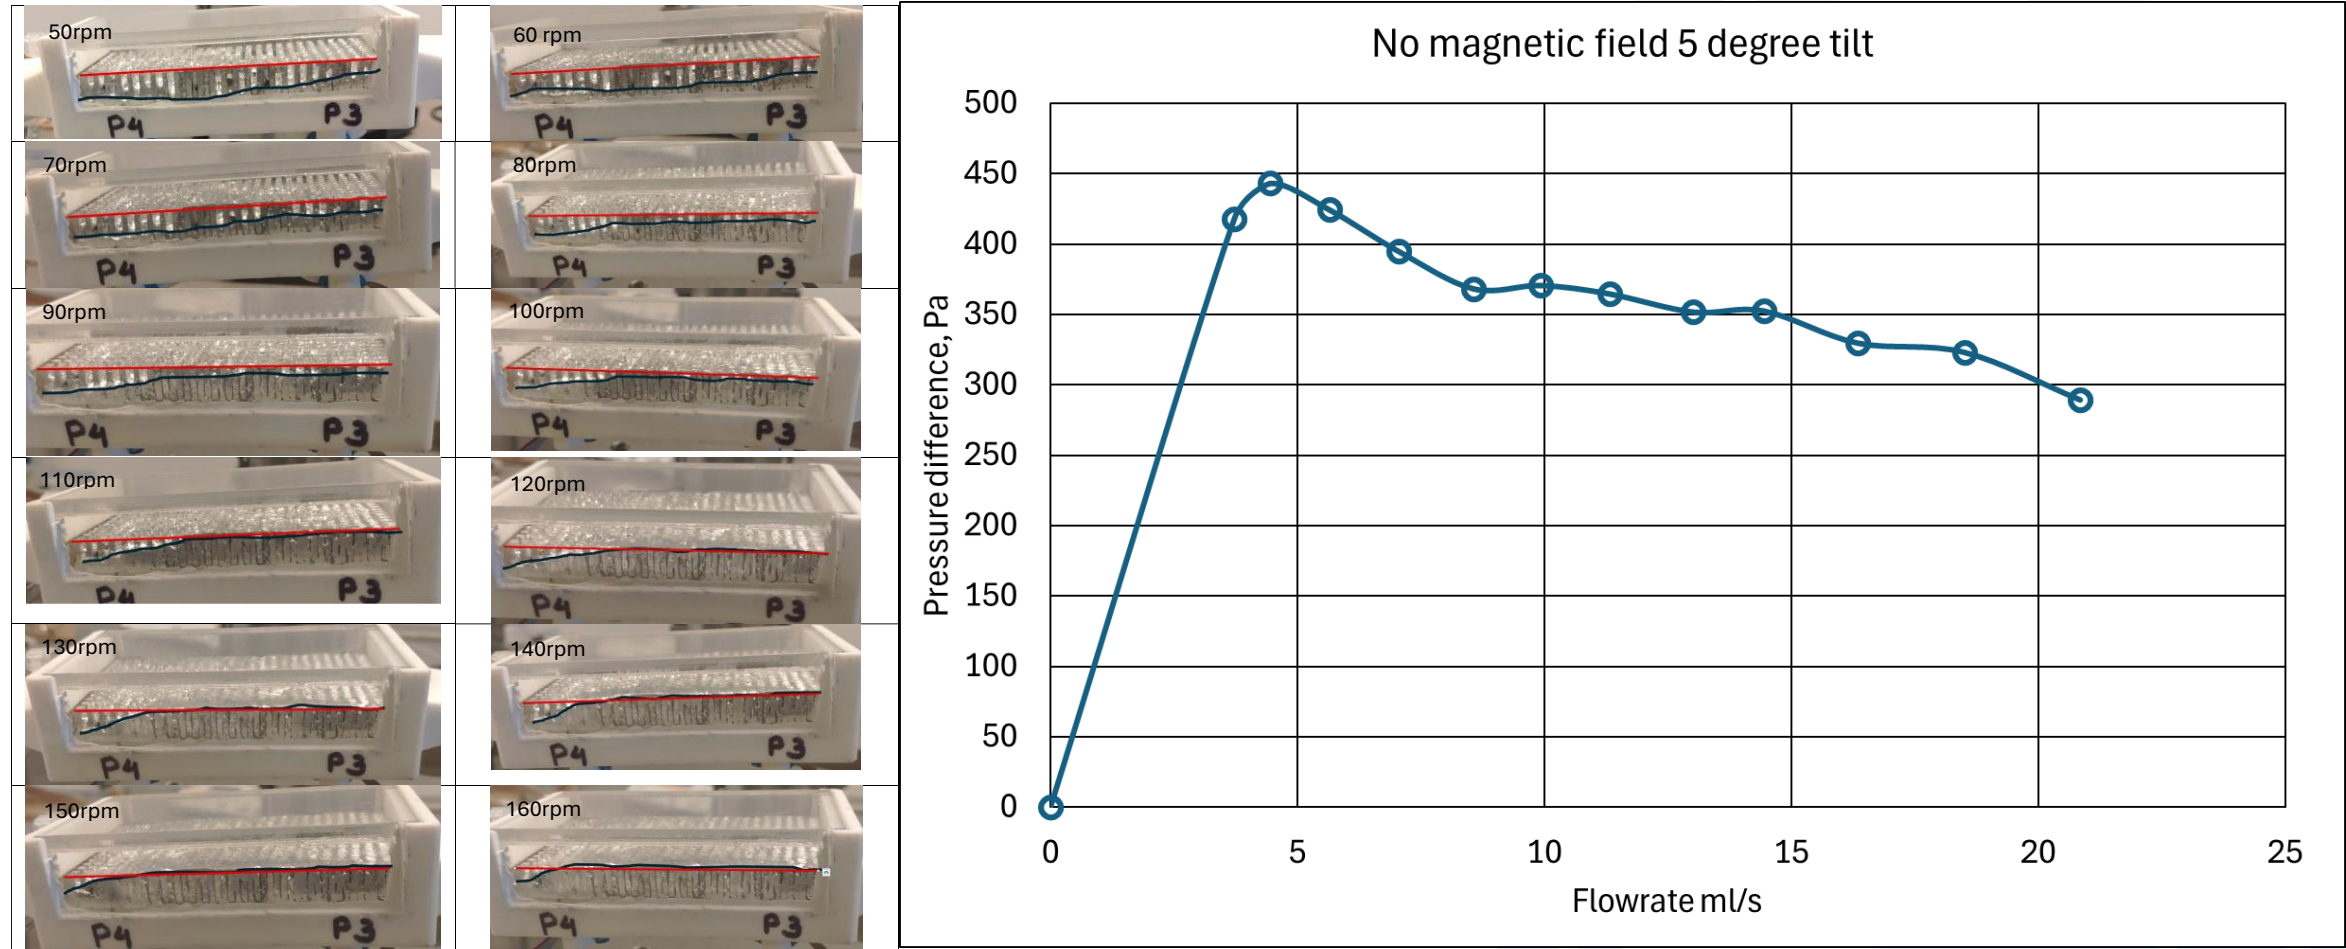 50rpm
P4 P3
60 rpm
P4 P3
70rpm
P4 P3
80rpm
P4 P3
90rpm
P4 P3
100rpm
P4 P3
110rpm
P4 P3
120rpm
P4 P3
130rpm
P4 P3
140rpm
P4 P3
150rpm
P4 P3
160rpm
P4 P3
No magnetic field 5 degree tilt
Pressure difference, Pa
500
450
400
350
300
250
200
150
100
50
0
0 5 10 15 20 25
Flowrate ml/s